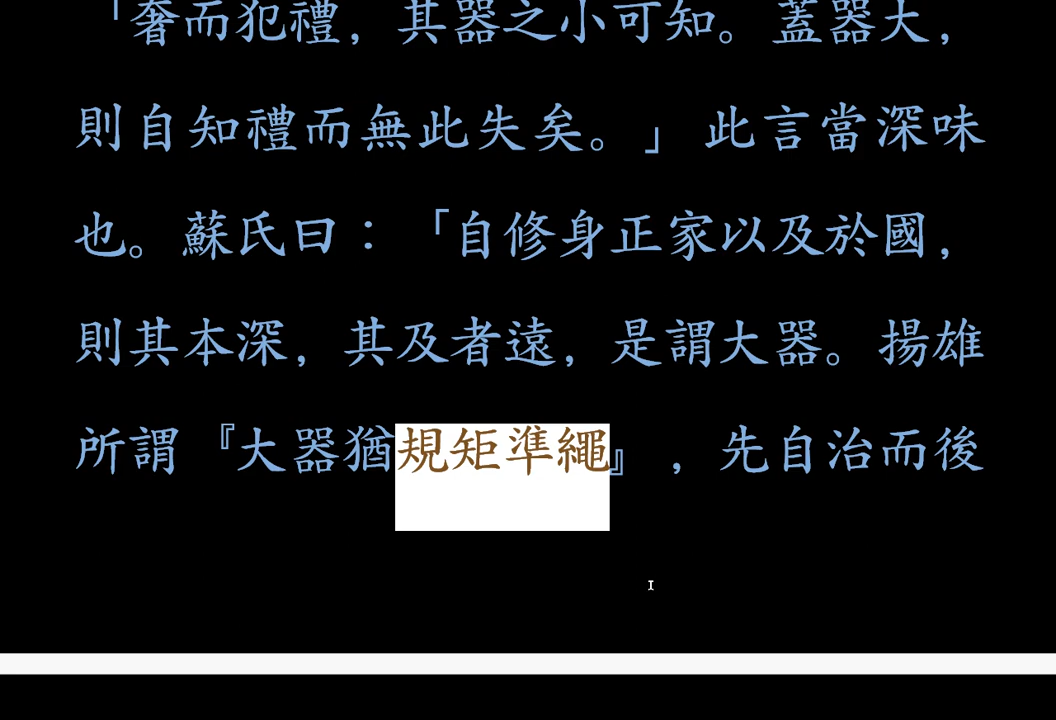 「奢而犯禮，其器之小可知。蓋器大，
則自知禮而無此失矣。」此言當深味
也。蘇氏曰：「自修身正家以及於國，
則其本深，其及者遠，是謂大器。揚雄
所謂『大器猶規矩準繩』，先自治而後